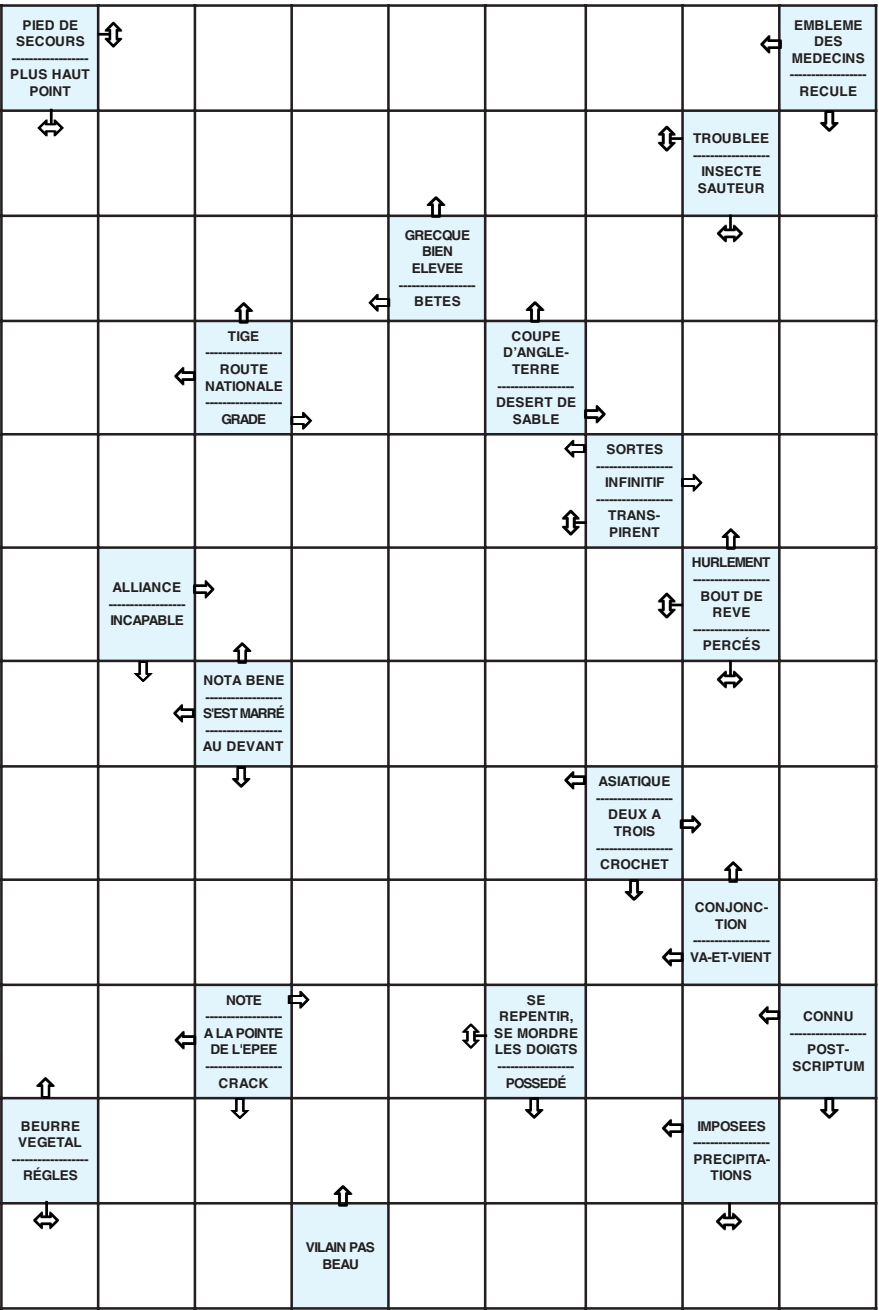 PIED DE
SECOURS
PLUS HAUT
POINT
EMBLEME
DES
MEDECINS
RECULE
TROUBLEE
INSECTE
SAUTEUR
GRECQUE
BIEN
ELEVEE
BETES
TIGE
ROUTE
NATIONALE
GRADE
COUPE
D'ANGLE-
TERRE
DESERT DE
SABLE
SORTES
INFINITIF
TRANS-
PIRENT
ALLIANCE
INCAPABLE
HURLEMENT
BOUT DE
REVE
PERCÉS
NOTA BENE
S'EST MARRÉ
AU DEVANT
ASIATIQUE
DEUX A
TROIS
CROCHET
CONJONC-
TION
VA-ET-VIENT
NOTE
A LA POINTE
DE L'EPEE
CRACK
SE
REPENTIR,
SE MORDRE
LES DOIGTS
POSSEDÉ
CONNU
POST-
SCRIPTUM
BEURRE
VEGETAL
RÉGLES
IMPOSEES
PRECIPITA-
TIONS
VILAIN PAS
BEAU